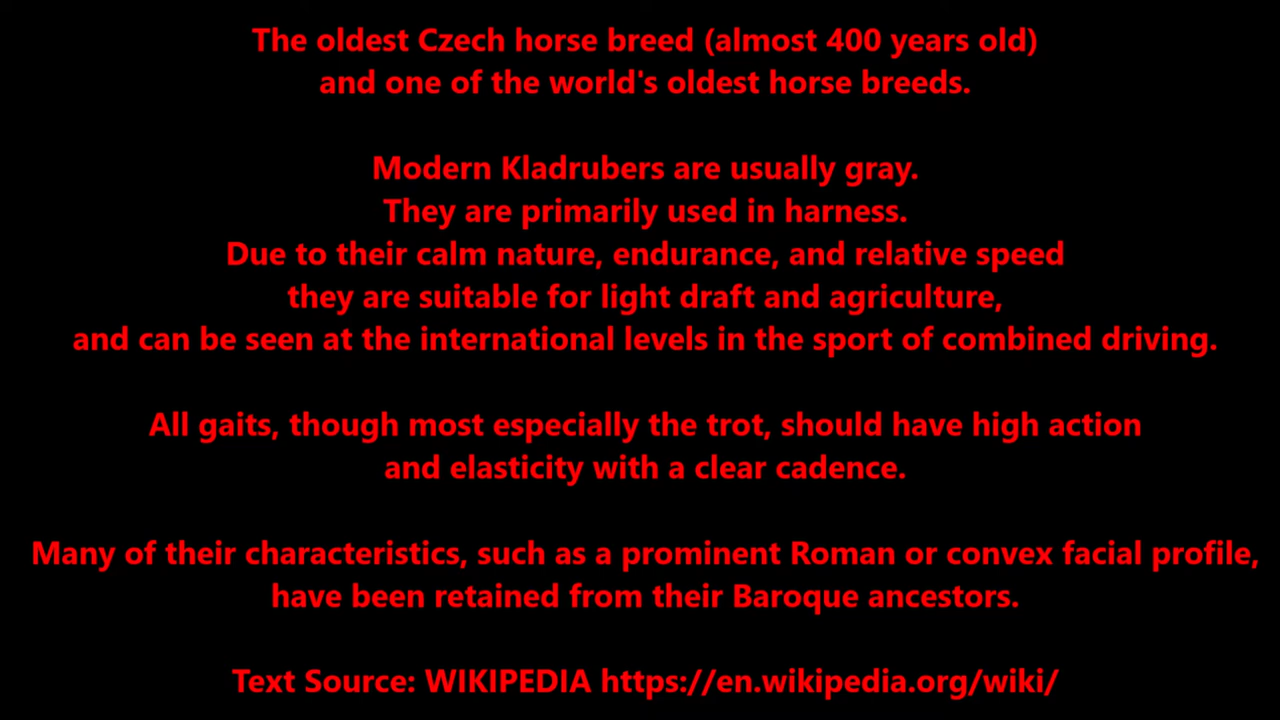 The oldest Czech horse breed (almost 400 years old)
and one of the world's oldest horse breeds.
Modern Kladrubers are usually gray.
They are primarily used in harness.
Due to their calm nature, endurance, and relative speed
they are suitable for light draft and agriculture,
and can be seen at the international levels in the sport of combined driving.
All gaits, though most especially the trot, should have high action
and elasticity with a clear cadence.
Many of their characteristics, such as a prominent Roman or convex facial profile,
have been retained from their Baroque ancestors.
Text Source: WIKIPEDIA https://en.wikipedia.org/wiki/